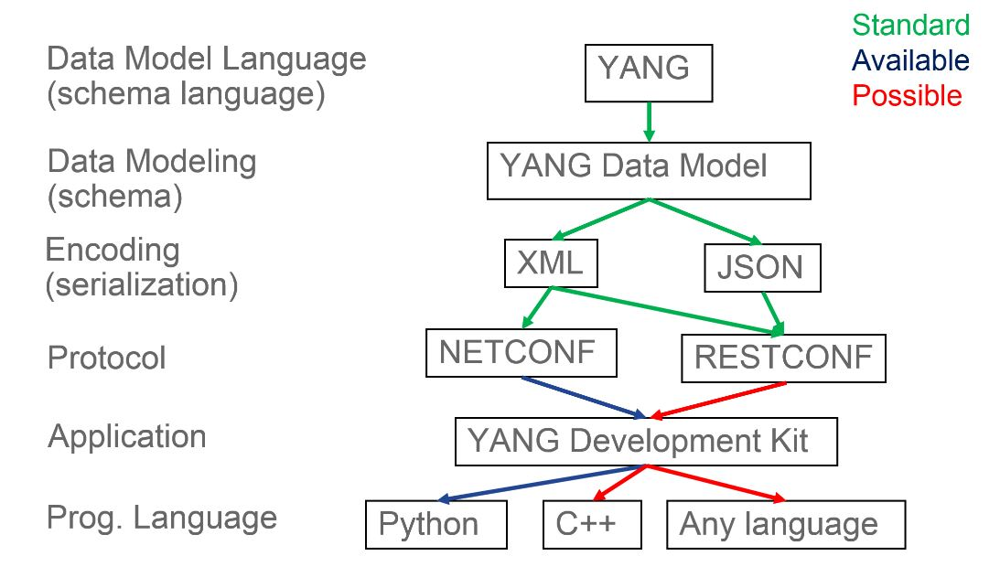 Standard
Available
Possible
Data Model Language
(schema language)
YANG
Data Modeling
(schema)
YANG Data Model
Encoding
(serialization)
XML
JSON
Protocol
NETCONF
RESTCONF
Application
YANG Development Kit
Prog. Language
Python
C++
Any language